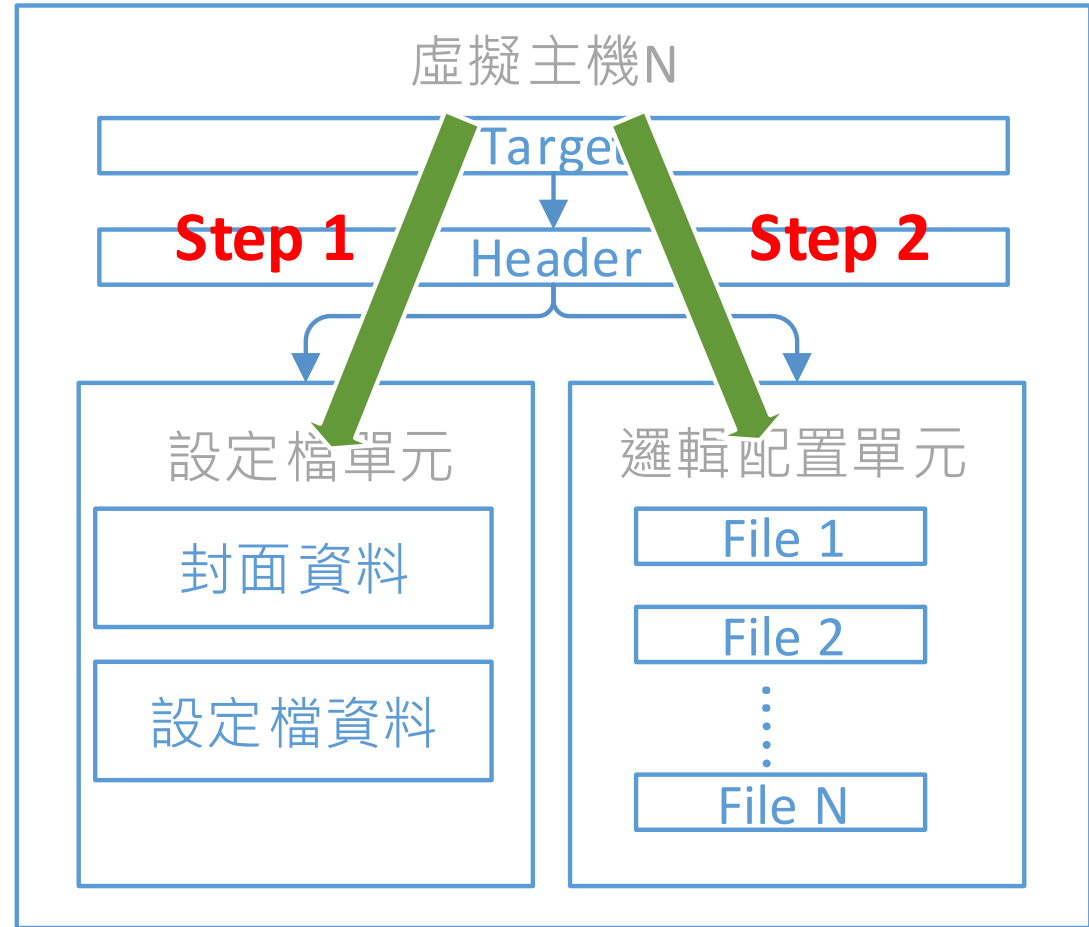 虛擬主機N
Target
Step 1
Step 2
Header
設定檔單元
邏輯配置單元
封面資料
設定檔資料
File 1
File 2
File N